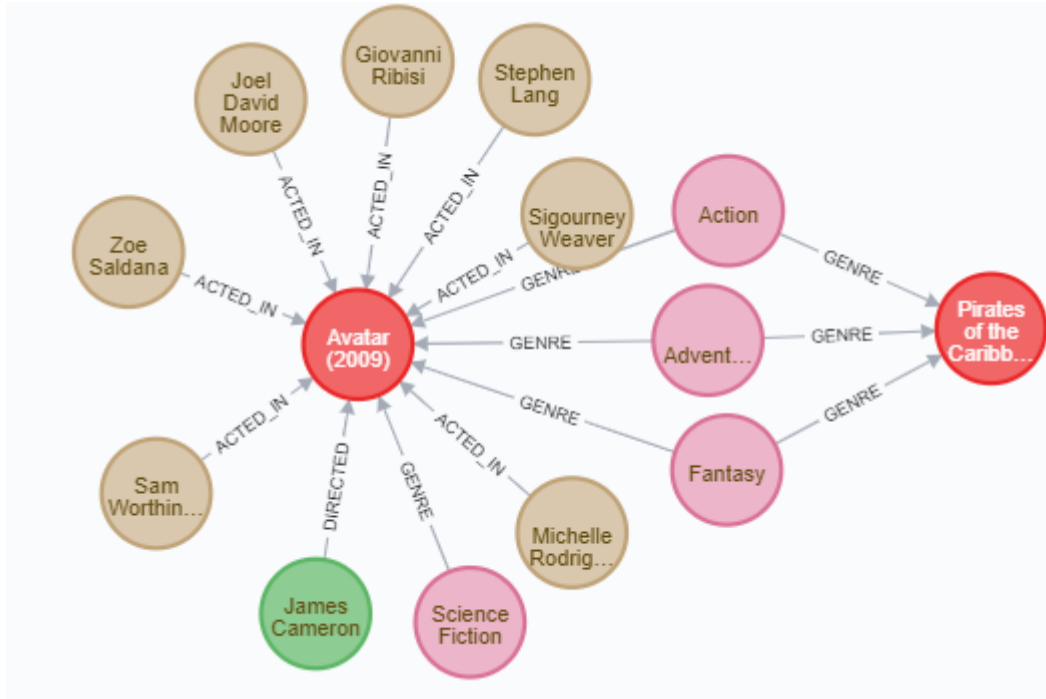 Giovanni
Ribisi
Stephen
Lang
Joel
David
Moore
ACTED_IN
ACTED_IN
ACTED_IN
Sigourney
Weaver
Action
Zoe
Saldana
ACTED_IN
ACTED_IN
GENRE
GENRE
Avatar
(2009)
GENRE
Advent...
GENRE
Pirates
of the
Caribb...
GENRE
GENRE
Fantasy
ACTED_IN
ACTED_IN
Sam
Worthin...
DIRECTED
GENRE
Michelle
Rodrig...
James
Cameron
Science
Fiction